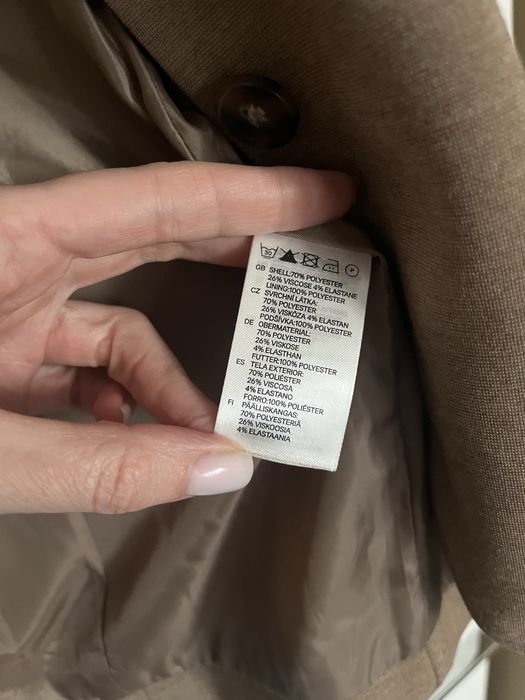 30 P
GB SHELL:70% POLYESTER
26% VISCOSE 4% ELASTANE
LINING:100% POLYESTER
CZ SVRCHNÍ LÁTKA:
70% POLYESTER
26% VISKÓZA 4% ELASTAN
PODŠÍVKA:100% POLYESTER
DE OBERMATERIAL:
70% POLYESTER
26% VISKOSE
4% ELASTHAN
FUTTER:100% POLYESTER
ES TELA EXTERIOR:
70% POLIÉSTER
26% VISCOSA
4% ELASTANO
FORRO:100% POLIÉSTER
FI PÄÄLLISKANGAS:
70% POLYESTERIÄ
26% VISKOOSIA
4% ELASTAANIA